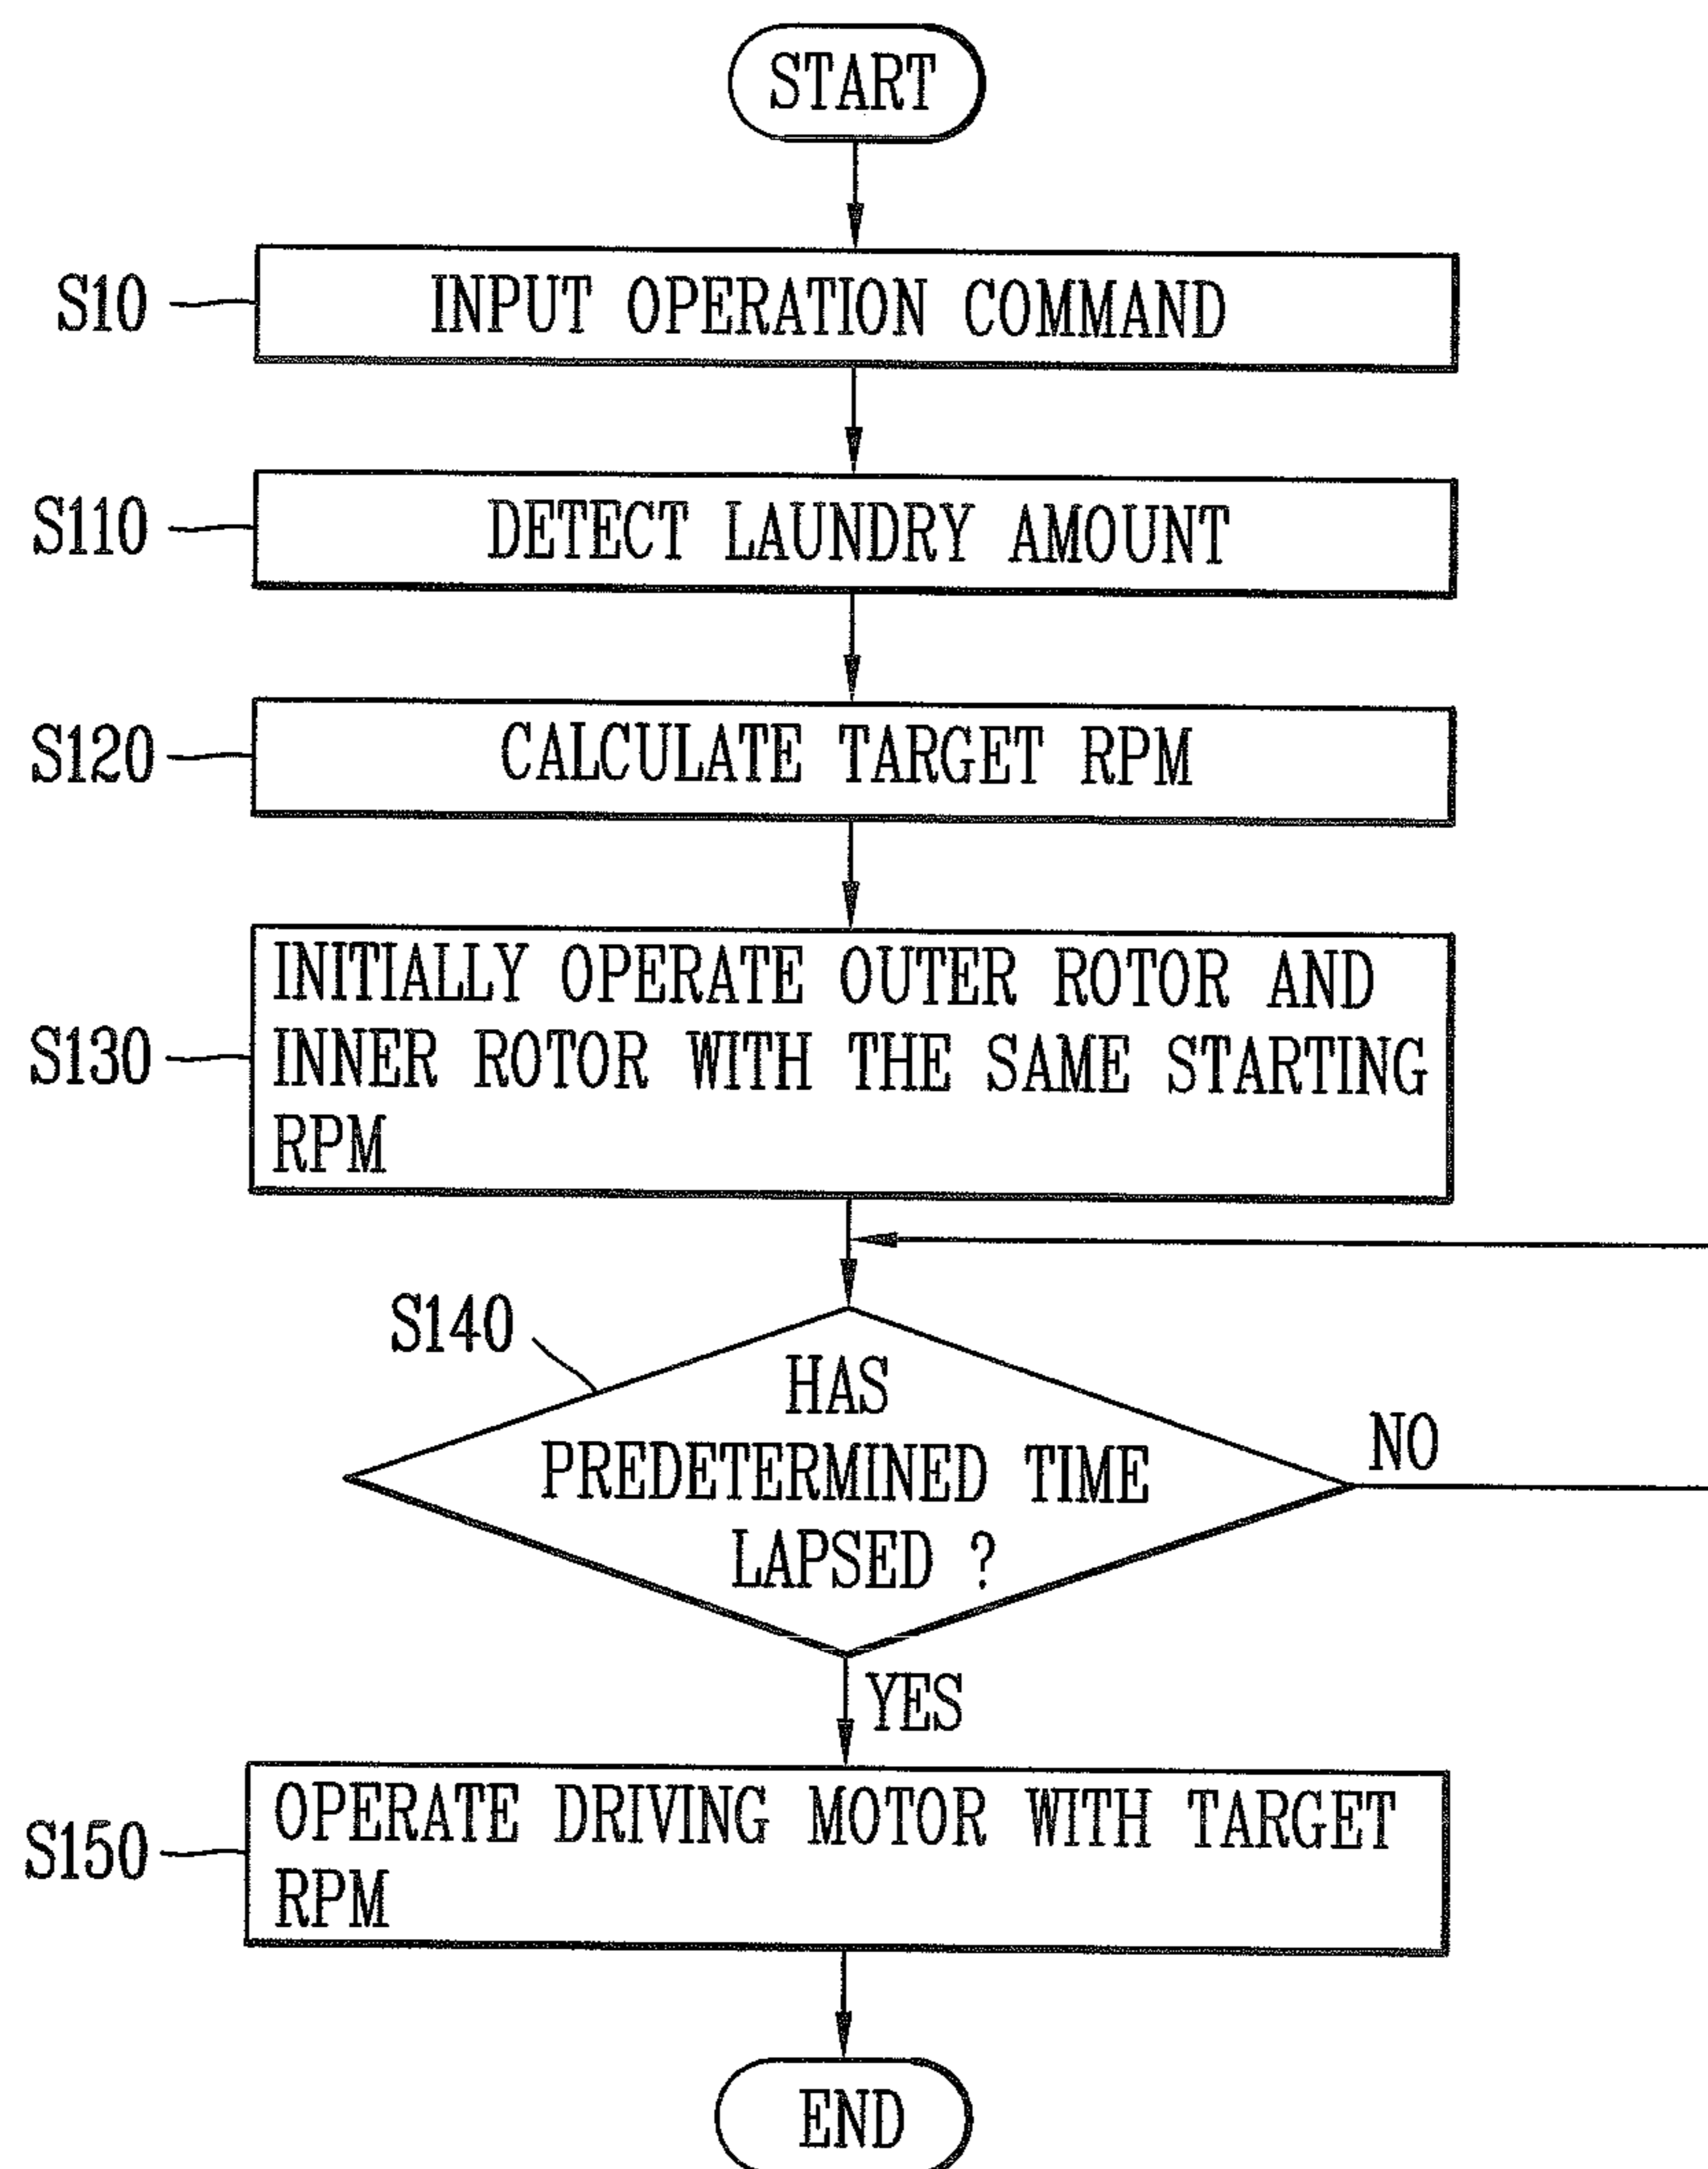 START
S10
INPUT OPERATION COMMAND
S110
DETECT LAUNDRY AMOUNT
S120
CALCULATE TARGET RPM
S130
INITIALLY OPERATE OUTER ROTOR AND
INNER ROTOR WITH THE SAME STARTING
RPM
S140
HAS
PREDETERMINED TIME
LAPSED ?
NO
YES
S150
OPERATE DRIVING MOTOR WITH TARGET
RPM
END